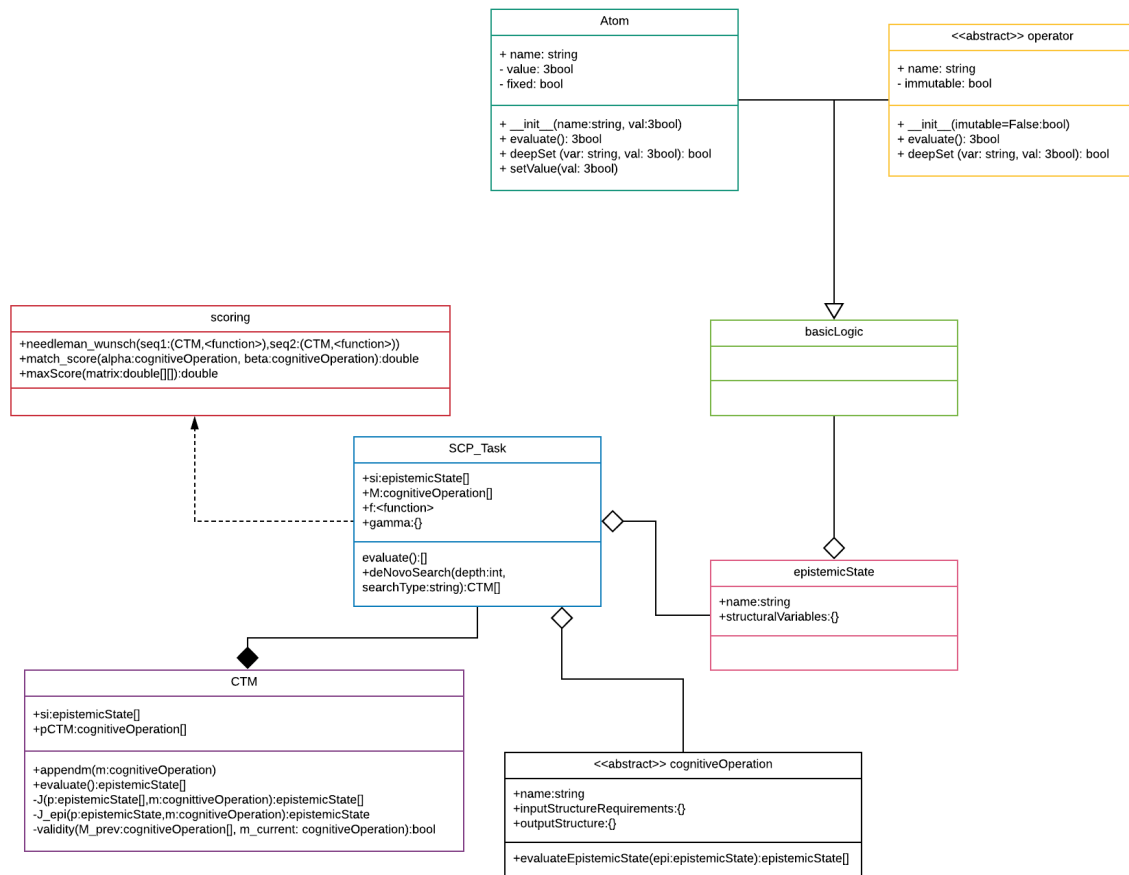 Atom
+ name: string
- value: 3bool
- fixed: bool
+ __init__(name:string, val:3bool)
+ evaluate(): 3bool
+ deepSet (var: string, val: 3bool): bool
+ setValue(val: 3bool)
<<abstract>> operator
+ name: string
- immutable: bool
+ __init__(imutable=False:bool)
+ evaluate(): 3bool
+ deepSet (var: string, val: 3bool): bool
scoring
+needleman_wunsch(seq1:(CTM,<function>),seq2:(CTM,<function>))
+match_score(alpha:cognitiveOperation, beta:cognitiveOperation):double
+maxScore(matrix:double[][]):double
basicLogic
SCP_Task
+si:epistemicState[]
+M:cognitiveOperation[]
+f:<function>
+gamma:{}
evaluate():[]
+deNovoSearch(depth:int,
searchType:string):CTM[]
epistemicState
+name:string
+structuralVariables:{}
CTM
+si:epistemicState[]
+pCTM:cognitiveOperation[]
+appendm(m:cognitiveOperation)
+evaluate():epistemicState[]
-J(p:epistemicState[],m:cognittiveOperation):epistemicState[]
-J_epi(p:epistemicState,m:cognitiveOperation):epistemicState
-validity(M_prev:cognitiveOperation[], m_current: cognitiveOperation):bool
<<abstract>> cognitiveOperation
+name:string
+inputStructureRequirements:{}
+outputStructure:{}
+evaluateEpistemicState(epi:epistemicState):epistemicState[]